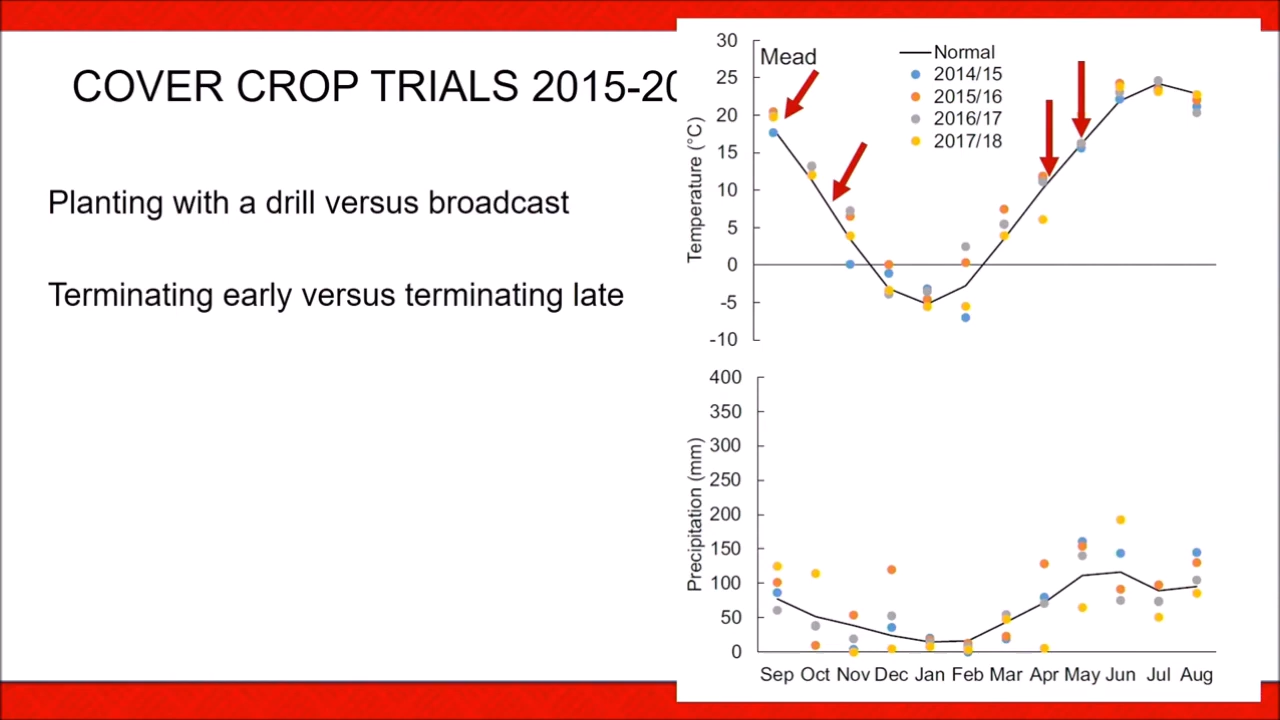 COVER CROP TRIALS 2015-20
Planting with a drill versus broadcast
Terminating early versus terminating late
Mead
Normal
2014/15
2015/16
2016/17
2017/18
Temperature (°C)
30
25
20
15
10
5
0
-5
-10
Precipitation (mm)
400
350
300
250
200
150
100
50
0
Sep Oct Nov Dec Jan Feb Mar Apr May Jun Jul Aug